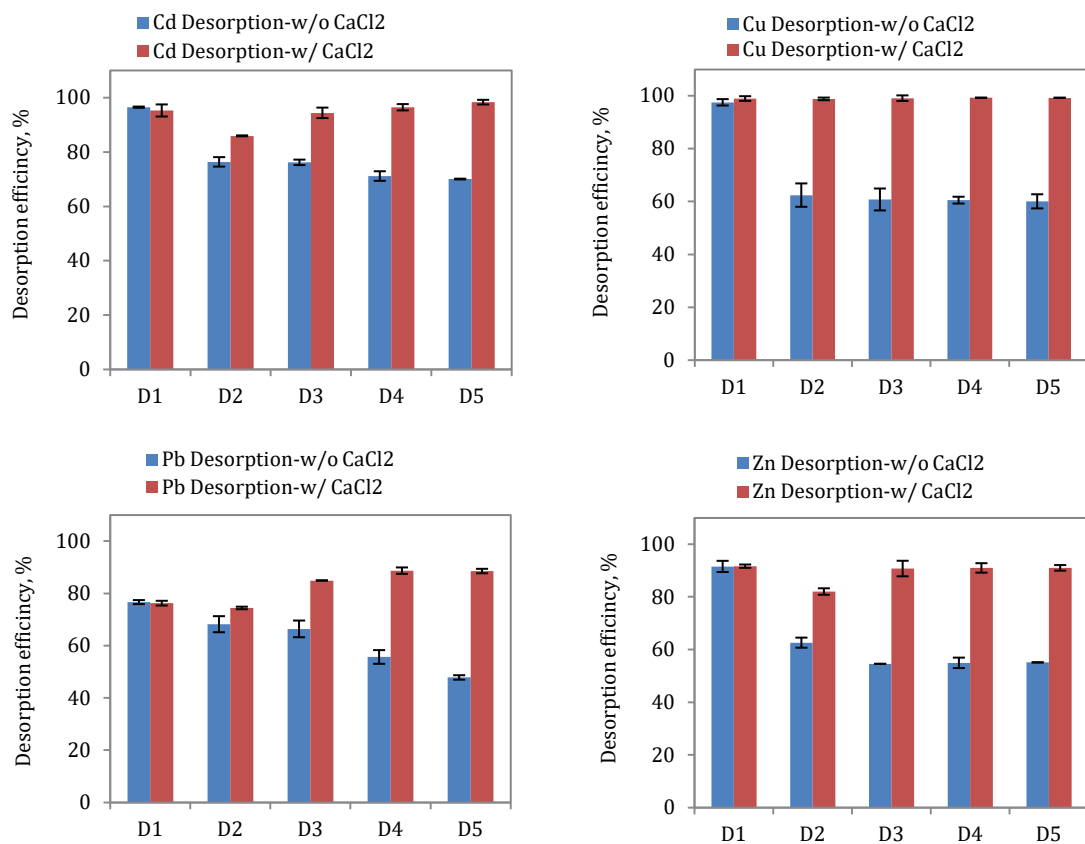 Cd Desorption-w/o CaCl2
Cd Desorption-w/ CaCl2
Desorption efficincy, %
100
80
60
40
20
0
D1 D2 D3 D4 D5
Cu Desorption-w/o CaCl2
Cu Desorption-w/ CaCl2
Desorption efficincy, %
100
80
60
40
20
0
D1 D2 D3 D4 D5
Pb Desorption-w/o CaCl2
Pb Desorption-w/ CaCl2
Desorption efficincy, %
100
80
60
40
20
0
D1 D2 D3 D4 D5
Zn Desorption-w/o CaCl2
Zn Desorption-w/ CaCl2
Desorption efficincy, %
100
80
60
40
20
0
D1 D2 D3 D4 D5